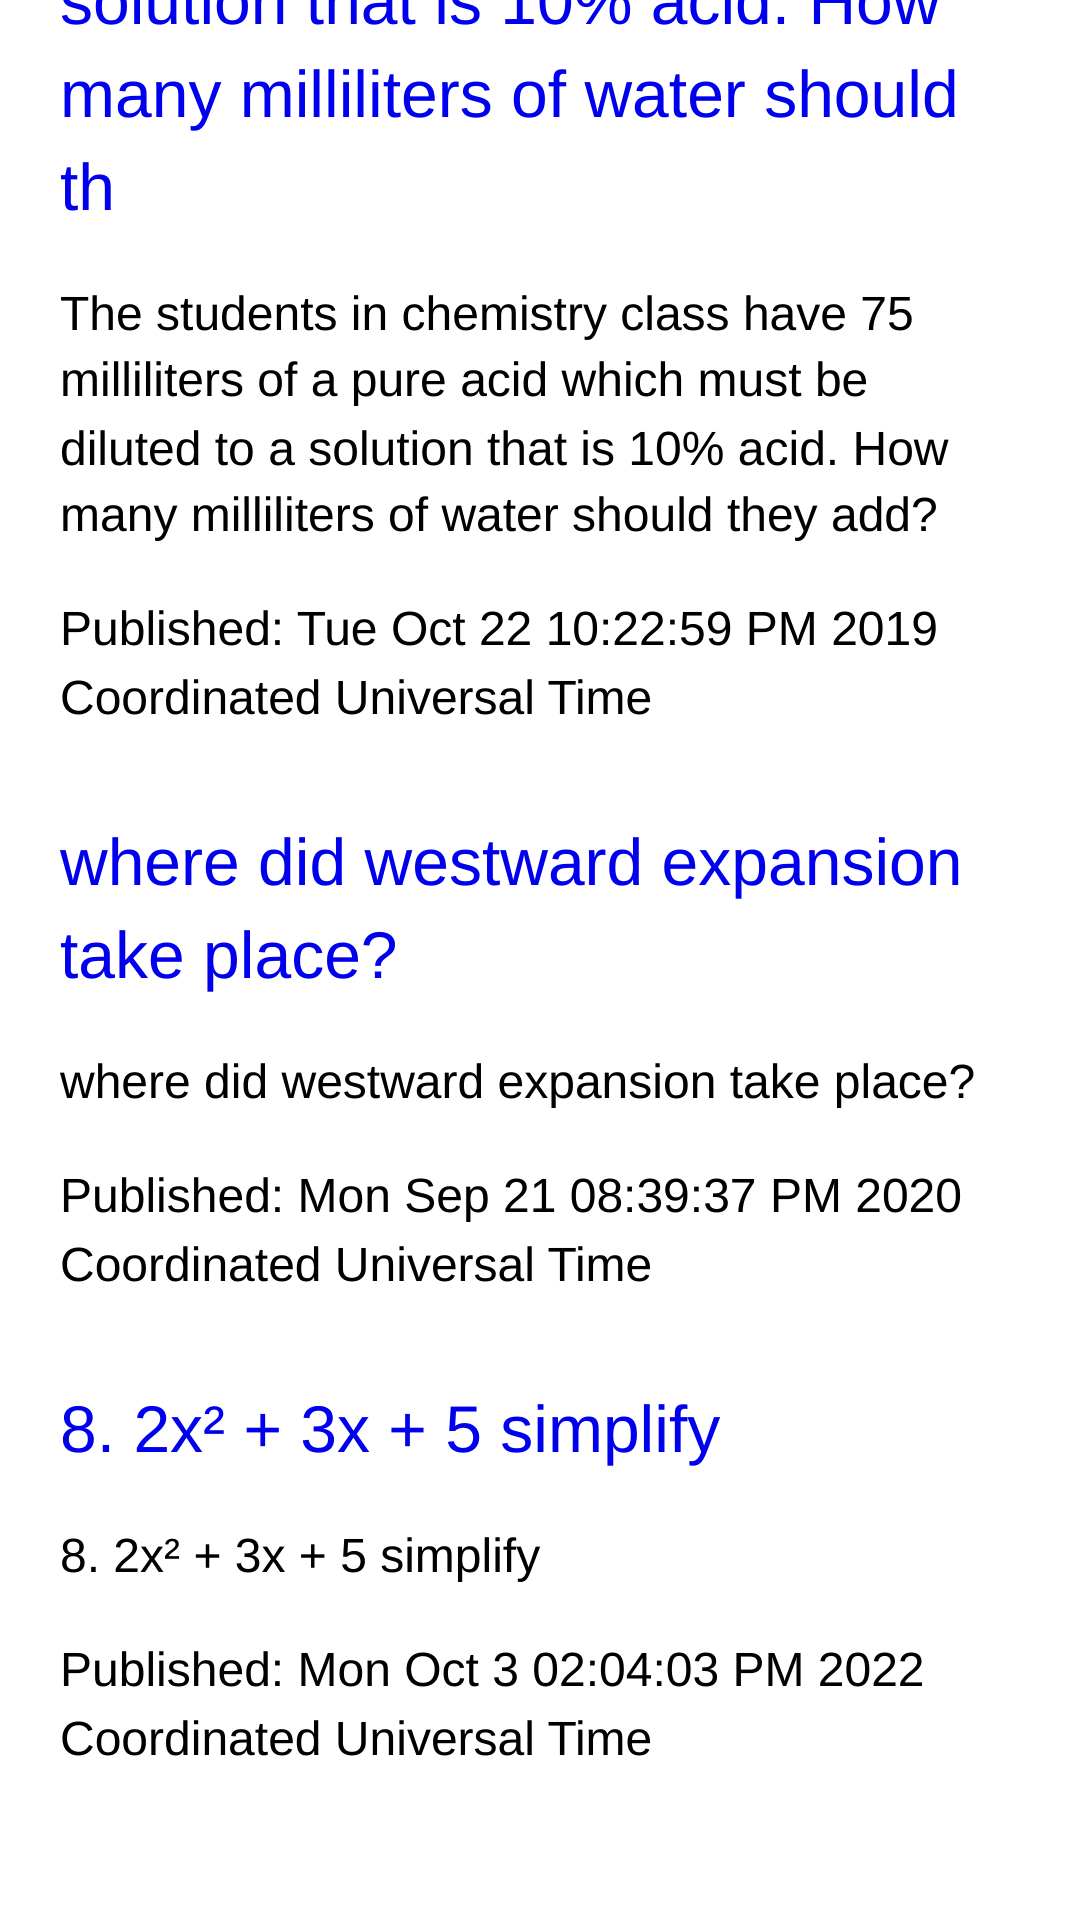 solution that is 10% acid. How
many milliliters of water should
th
The students in chemistry class have 75
milliliters of a pure acid which must be
diluted to a solution that is 10% acid. How
many milliliters of water should they add?
Published: Tue Oct 22 10:22:59 PM 2019
Coordinated Universal Time
where did westward expansion
take place?
where did westward expansion take place?
Published: Mon Sep 21 08:39:37 PM 2020
Coordinated Universal Time
8. 2x² + 3x + 5 simplify
8. 2x² + 3x + 5 simplify
Published: Mon Oct 3 02:04:03 PM 2022
Coordinated Universal Time